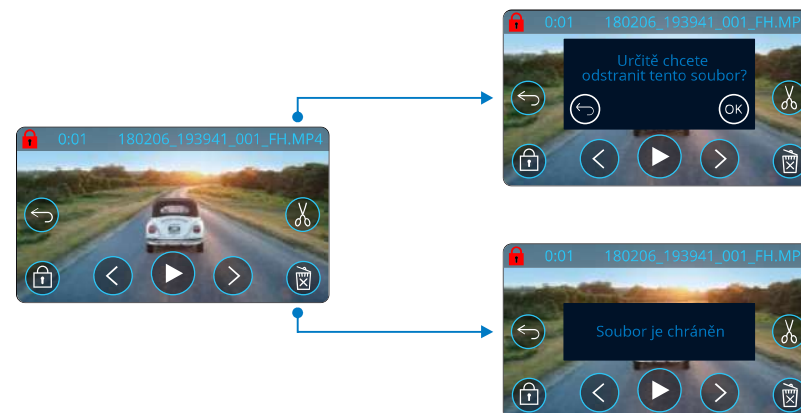 0:01 180206_193941_001_FH.MP
Určitě chcete
odstranit tento soubor?
OK
0:01 180206_193941_001_FH.MP4
0:01 180206_193941_001_FH.MP
Soubor je chráněn